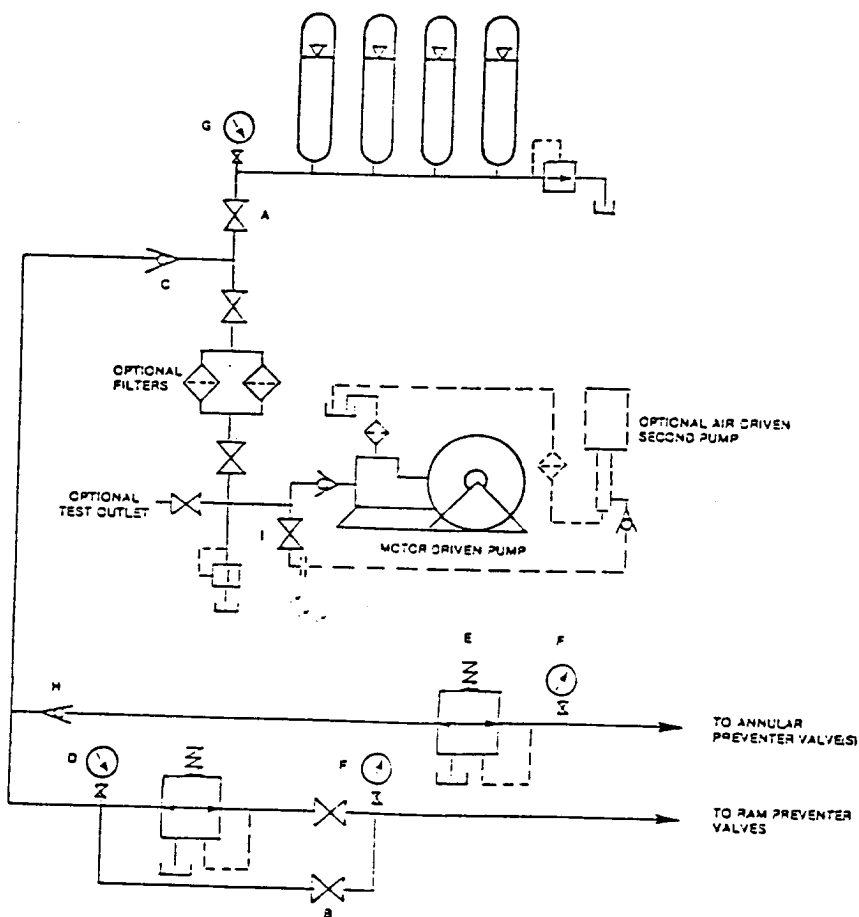 G
A
C
OPTIONAL
FILTERS
OPTIONAL AIR DRIVEN
SECOND PUMP
OPTIONAL
TEST OUTLET
I
MOTOR DRIVEN PUMP
E
F
H
TO ANNULAR
PREVENTER VALVE(S)
D
F
TO RAM PREVENTER
VALVES
B